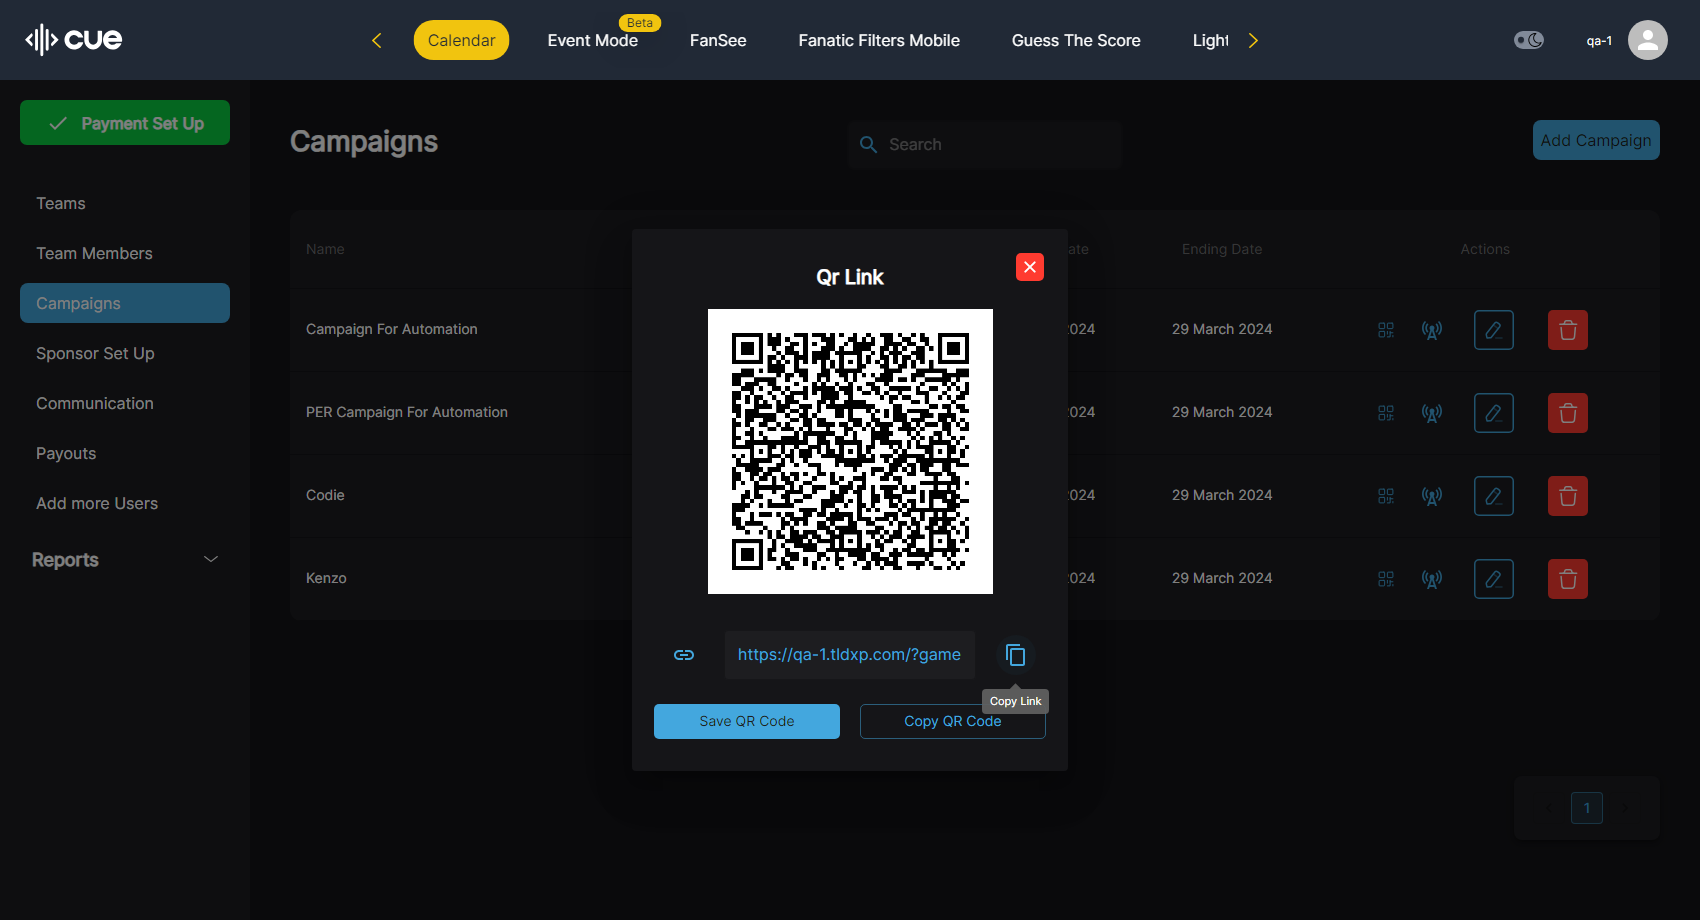 cue
Calendar
Event Mode
Beta
FanSee
Fanatic Filters Mobile
Guess The Score
Light
qa-1
Payment Set Up
Teams
Team Members
Campaigns
Sponsor Set Up
Communication
Payouts
Add more Users
Reports
Campaigns
Search
Add Campaign
Name
ate
Ending Date
Actions
Campaign For Automation
2024
29 March 2024
PER Campaign For Automation
2024
29 March 2024
Codie
2024
29 March 2024
Kenzo
2024
29 March 2024
Qr Link
https://qa-1.tldxp.com/?game
Copy Link
Save QR Code
Copy QR Code
1